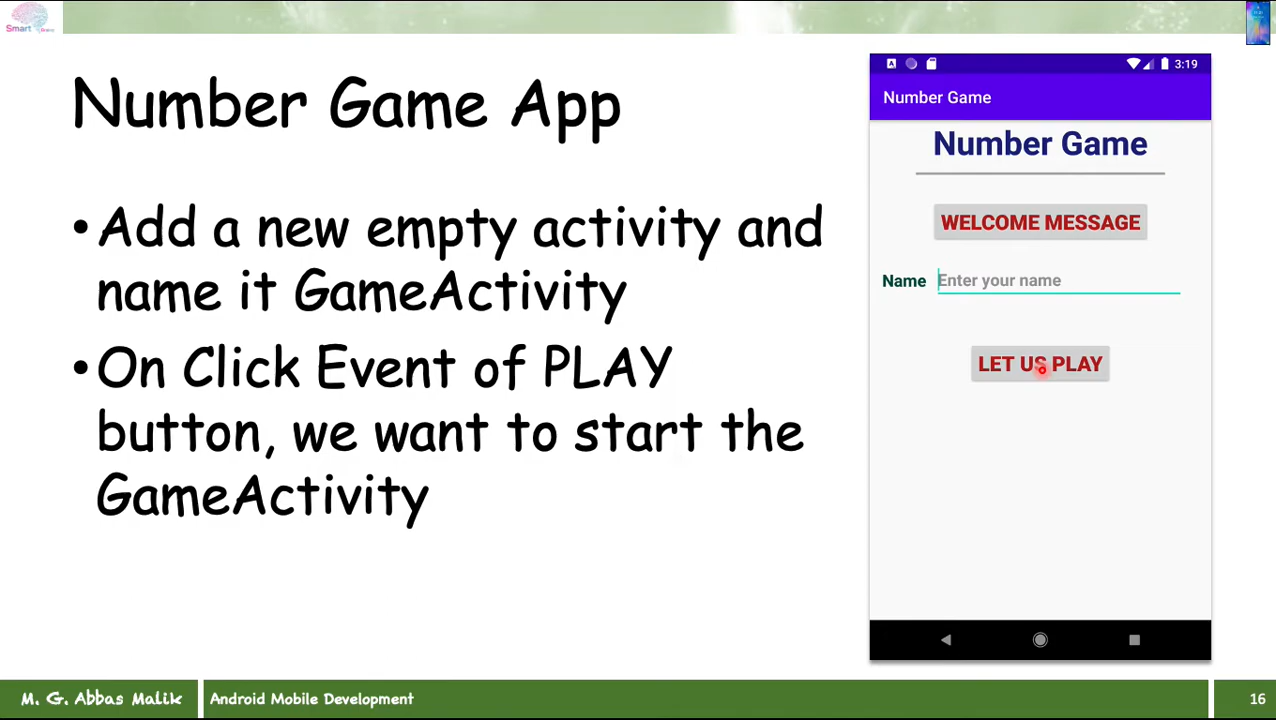 Smart Brains
Number Game App
• Add a new empty activity and
name it GameActivity
• On Click Event of PLAY
button, we want to start the
GameActivity
A
3:19
Number Game
Number Game
WELCOME MESSAGE
Name Enter your name
LET US PLAY
M. G. Abbas Malik
Android Mobile Development
16